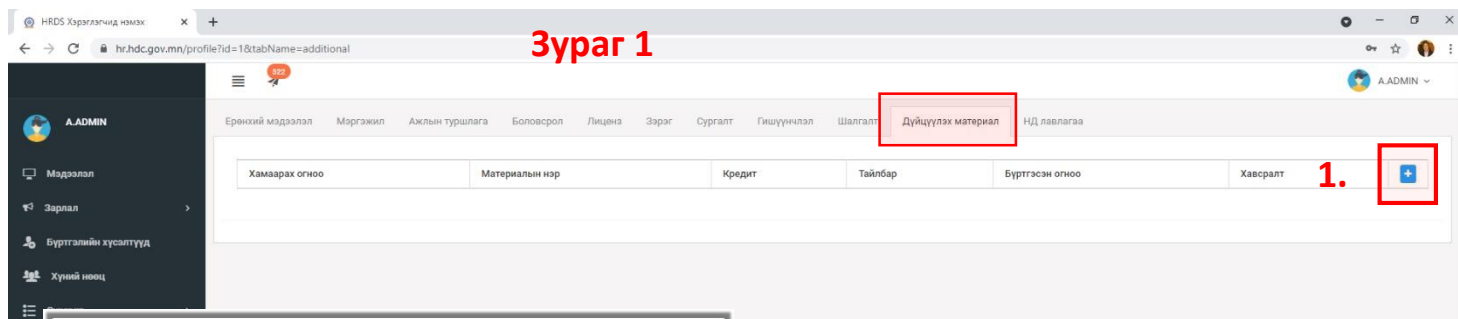 HRDS Хэрэглэгчид нэмэх
hr.hdc.gov.mn/profile?id=1&tabName=additional
Зураг 1
322
A.ADMIN
A.ADMIN
Ерөнхий мэдээлэл Мэргэжил Ажлын туршлага Боловсрол Лиценз Зэрэг Сургалт Гишүүнчлэл Шалгалт Дүйцүүлэх материал НД лавлагаа
Хамаарах огноо Материалын нэр Кредит Тайлбар Бүртгэсэн огноо Хавсралт 1. +
Мэдээлэл
Зарлал
Бүртгэлийн хүсэлтүүд
Хүний нөөц